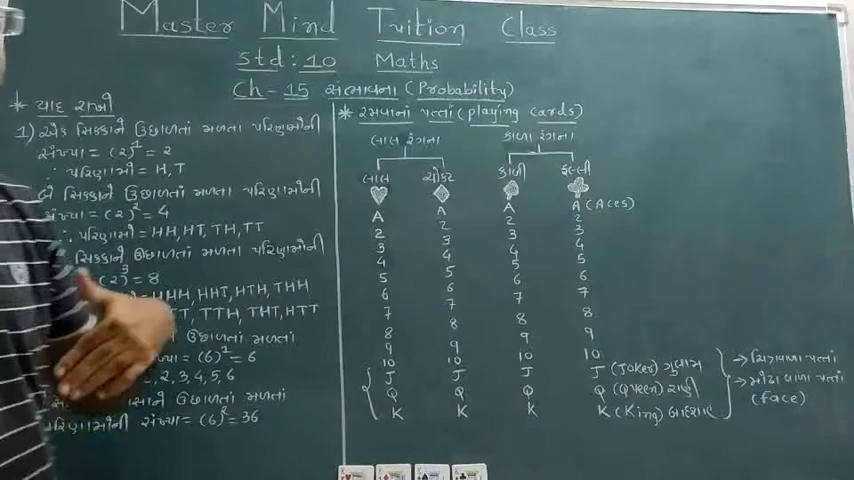 Master Mind Tuition Class
std : 10 Maths
Ch - 15 સંભાવના (Probability)
* યાદ રાખો
1) એક સિક્કાને ઉછાળતાં મળતા પરિણામોની
સંખ્યા = (2)^1 = 2
∴ પરિણામો = H, T
બે સિક્કાને ઉછાળતાં મળતા પરિણામોની
સંખ્યા = (2)^2 = 4
∴ પરિણામો = HH, HT, TH, TT
સિક્કાને ઉછાળતાં મળતા પરિણામોની
(2)^3 = 8
= HHH, HHT, HTH, THH
TTH, THT, HTT
ઉછાળતાં મળતાં
= (6)^1 = 6
1, 2, 3, 4, 5, 6
ઉછાળતાં મળતાં
પરિણામોની સંખ્યા = (6)^2 = 36
* રમવાનાં પત્તાં (playing cards)
લાલ રંગના કાળા રંગના
લાલ ચોકટ કાળી ફુલ્લી
♥ ♦ ♠ ♣
A A A A (Aces)
2 2 2 2
3 3 3 3
4 4 4 4
5 5 5 5
6 6 6 6
7 7 7 7
8 8 8 8
9 9 9 9
10 10 10 10
J J J J (Joker) ગુલામ
Q Q Q Q (Queen) રાણી
K K K K (King) બાદશાહ
→ ચિત્રવાળા પત્તાં
→ મોઢા વાળા પત્તાં
(face)